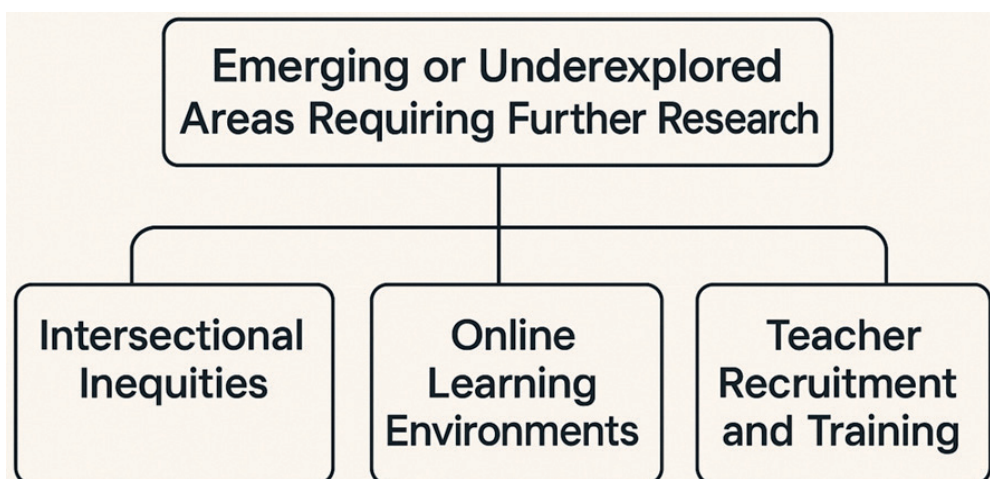 Emerging or Underexplored
Areas Requiring Further Research
Intersectional
Inequities
Online
Learning
Environments
Teacher
Recruitment
and Training